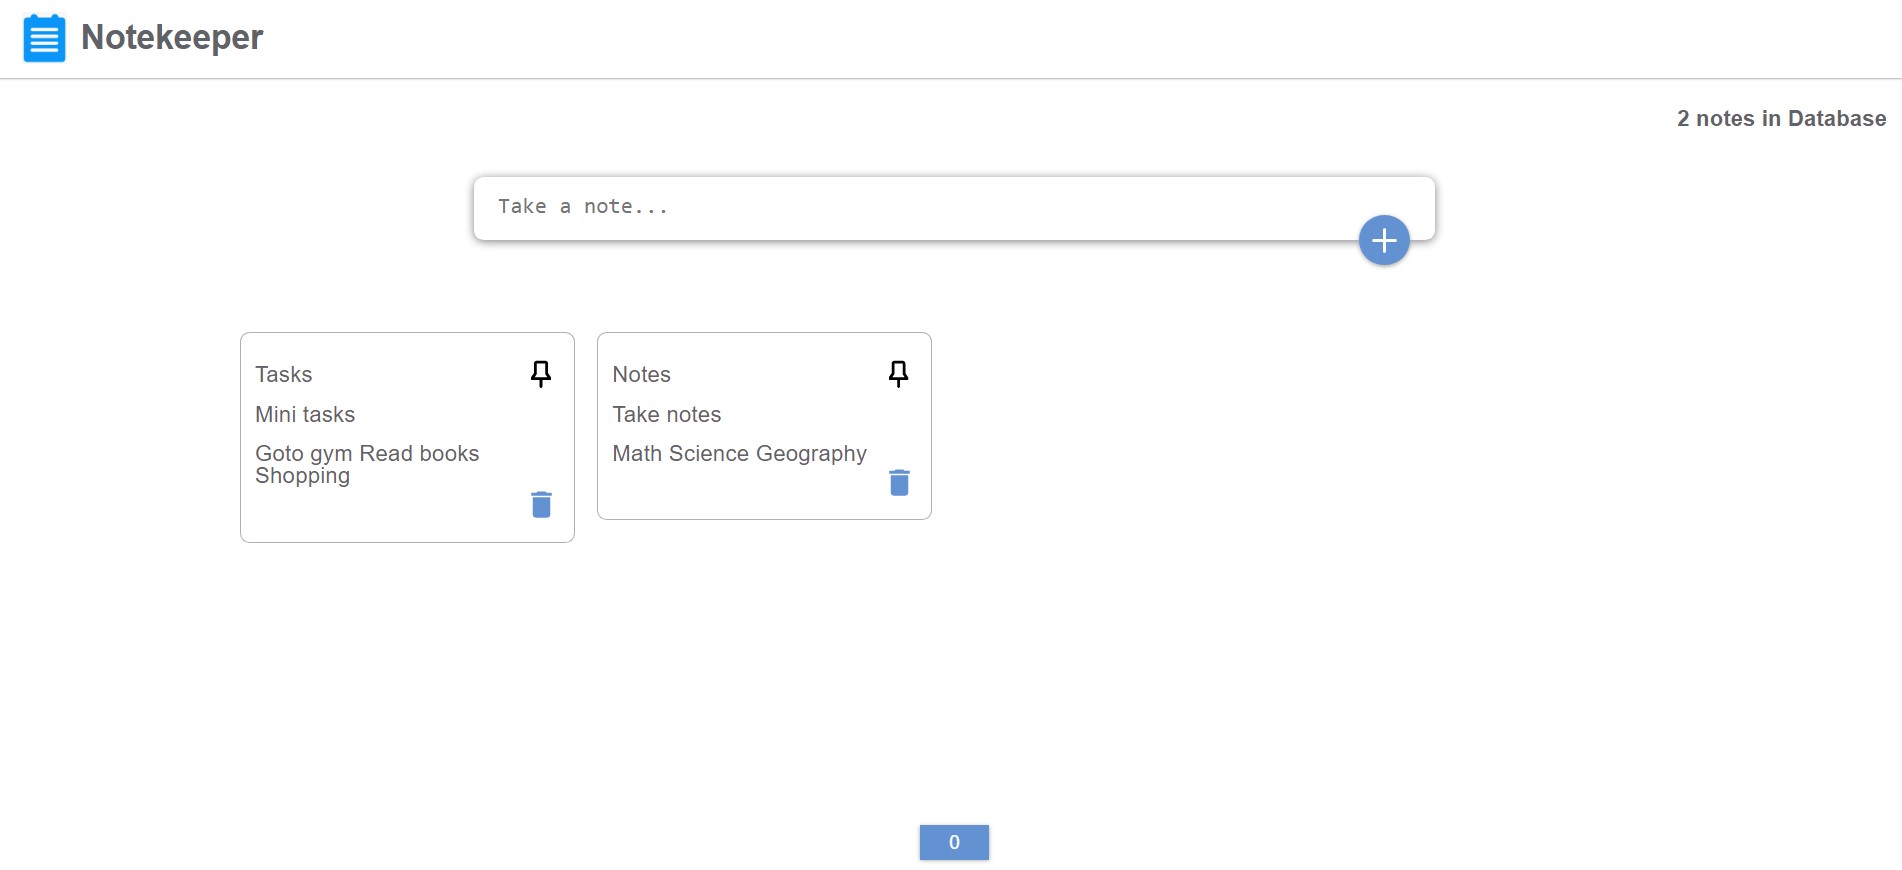 Notekeeper
2 notes in Database
Take a note...
Tasks
Mini tasks
Goto gym Read books
Shopping
Notes
Take notes
Math Science Geography
0